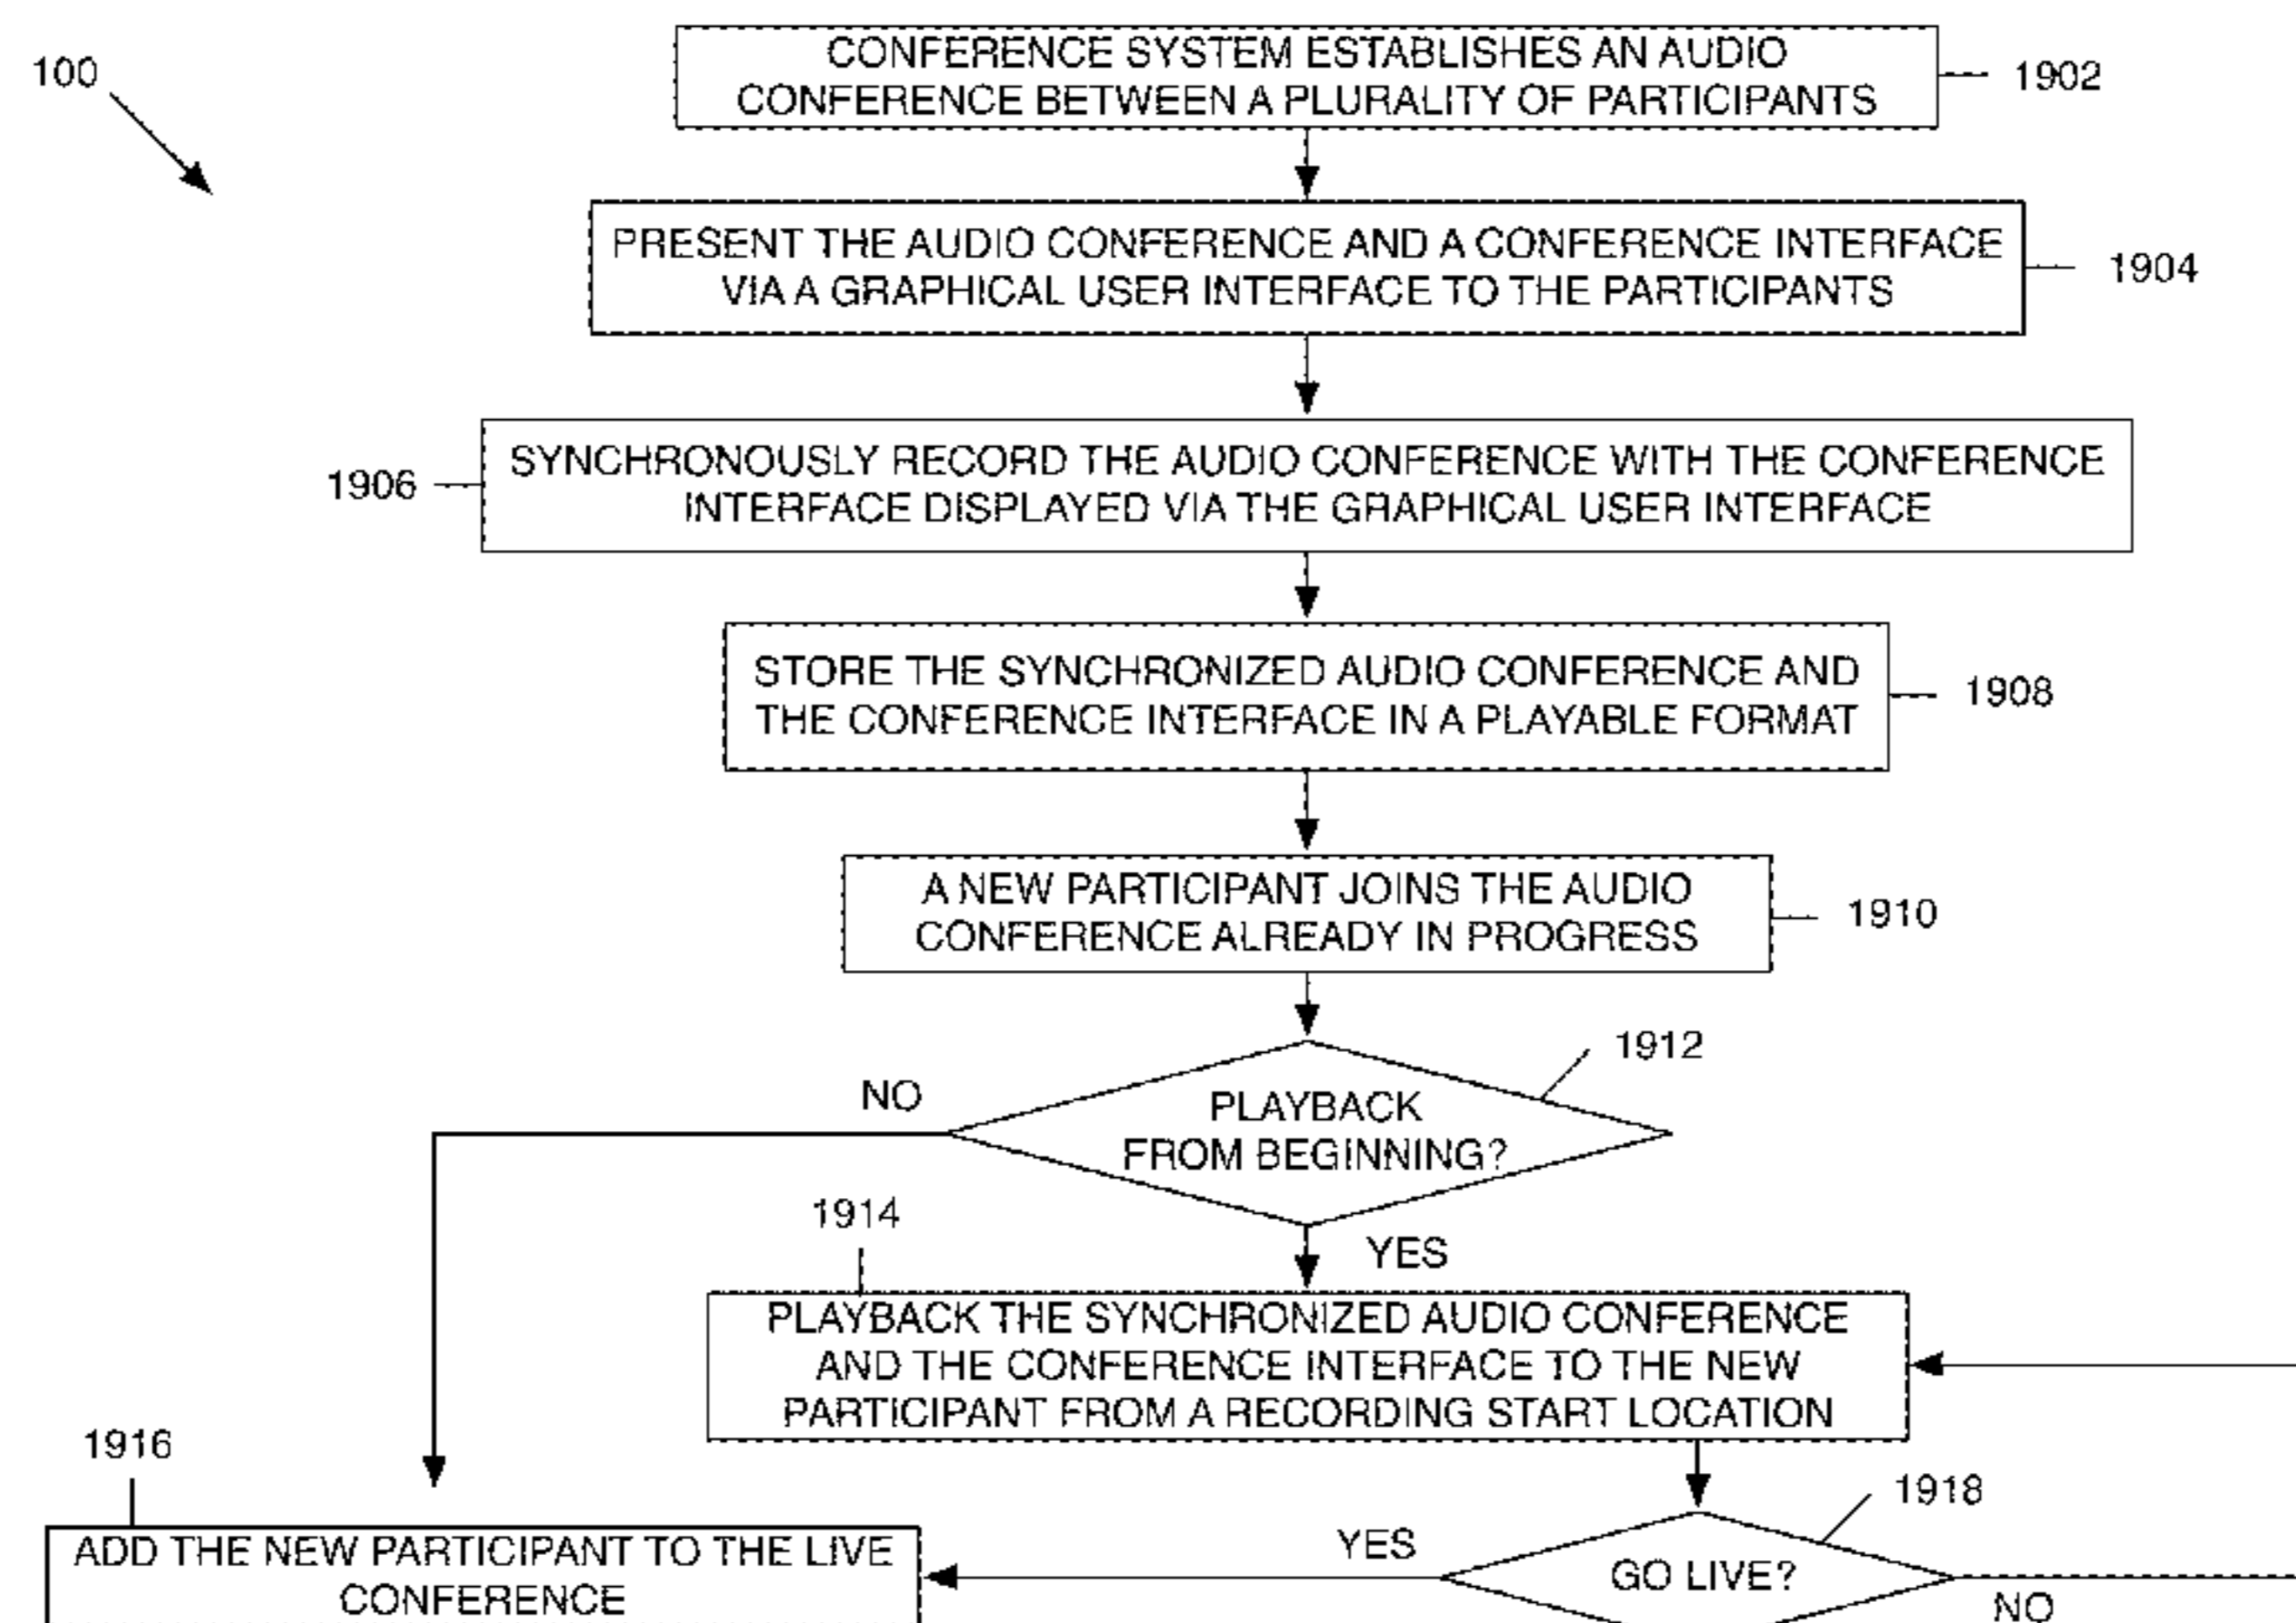 100
CONFERENCE SYSTEM ESTABLISHES AN AUDIO
CONFERENCE BETWEEN A PLURALITY OF PARTICIPANTS
1902
PRESENT THE AUDIO CONFERENCE AND A CONFERENCE INTERFACE
VIA A GRAPHICAL USER INTERFACE TO THE PARTICIPANTS
1904
1906
SYNCHRONOUSLY RECORD THE AUDIO CONFERENCE WITH THE CONFERENCE
INTERFACE DISPLAYED VIA THE GRAPHICAL USER INTERFACE
STORE THE SYNCHRONIZED AUDIO CONFERENCE AND
THE CONFERENCE INTERFACE IN A PLAYABLE FORMAT
1908
A NEW PARTICIPANT JOINS THE AUDIO
CONFERENCE ALREADY IN PROGRESS
1910
1912
NO
PLAYBACK
FROM BEGINNING?
1914
YES
PLAYBACK THE SYNCHRONIZED AUDIO CONFERENCE
AND THE CONFERENCE INTERFACE TO THE NEW
PARTICIPANT FROM A RECORDING START LOCATION
1916
1918
ADD THE NEW PARTICIPANT TO THE LIVE
CONFERENCE
YES
GO LIVE?
NO